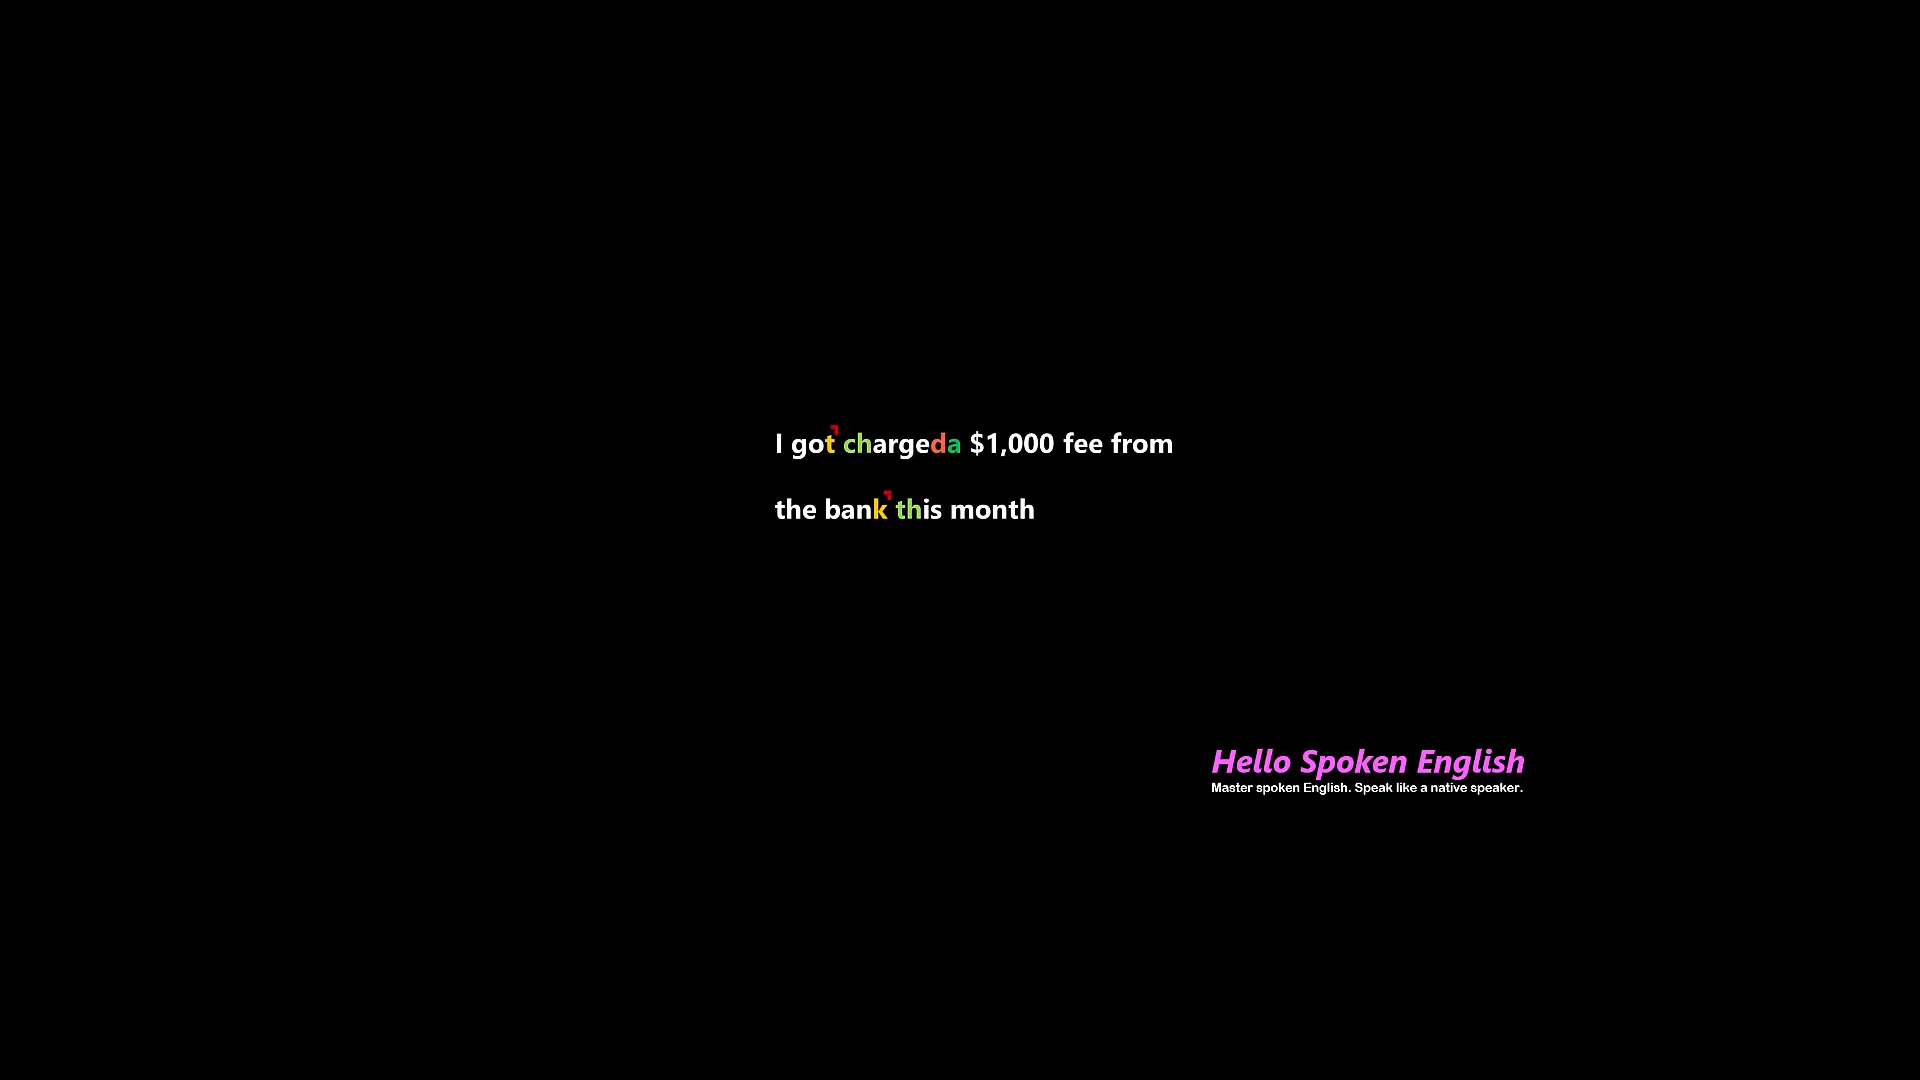 I got chargeda $1,000 fee from
the bank this month
Hello Spoken English
Master spoken English. Speak like a native speaker.